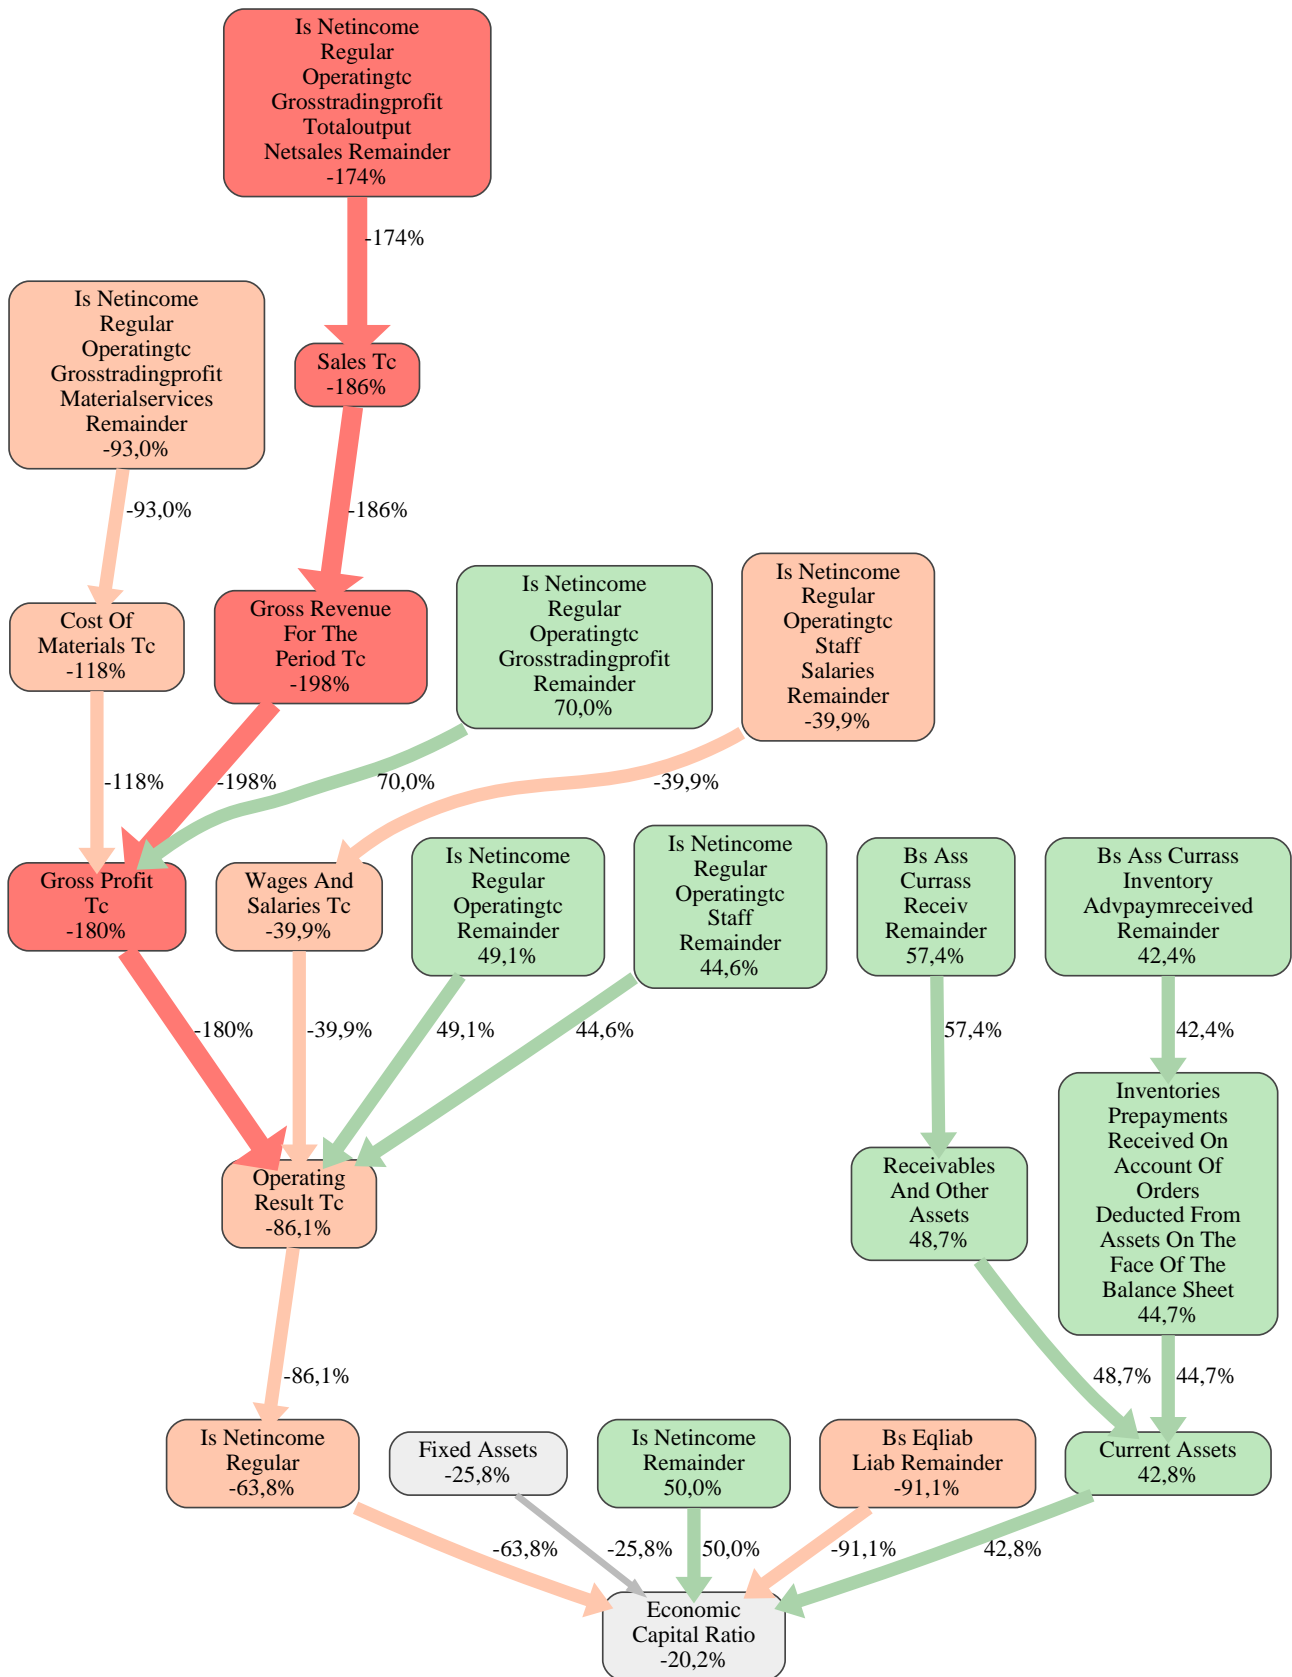 Is Netincome
Regular
Operatingtc
Grosstradingprofit
Totaloutput
Netsales Remainder
-174%
-174%
Is Netincome
Regular
Operatingtc
Grosstradingprofit
Materialservices
Remainder
-93,0%
Sales Tc
-186%
-93,0%
-186%
Cost Of
Materials Tc
-118%
Gross Revenue
For The
Period Tc
-198%
Is Netincome
Regular
Operatingtc
Grosstradingprofit
Remainder
70,0%
Is Netincome
Regular
Operatingtc
Staff
Salaries
Remainder
-39,9%
-118%
-198%
70,0%
-39,9%
Gross Profit
Tc
-180%
Wages And
Salaries Tc
-39,9%
Is Netincome
Regular
Operatingtc
Remainder
49,1%
Is Netincome
Regular
Operatingtc
Staff
Remainder
44,6%
Bs Ass
Currass
Receiv
Remainder
57,4%
Bs Ass Currass
Inventory
Advpaymreceived
Remainder
42,4%
-180%
-39,9%
49,1%
44,6%
57,4%
42,4%
Operating
Result Tc
-86,1%
Receivables
And Other
Assets
48,7%
Inventories
Prepayments
Received On
Account Of
Orders
Deducted From
Assets On The
Face Of The
Balance Sheet
44,7%
-86,1%
48,7%
44,7%
Is Netincome
Regular
-63,8%
Fixed Assets
-25,8%
Is Netincome
Remainder
50,0%
Bs Eqliab
Liab Remainder
-91,1%
Current Assets
42,8%
-63,8%
-25,8%
50,0%
-91,1%
42,8%
Economic
Capital Ratio
-20,2%